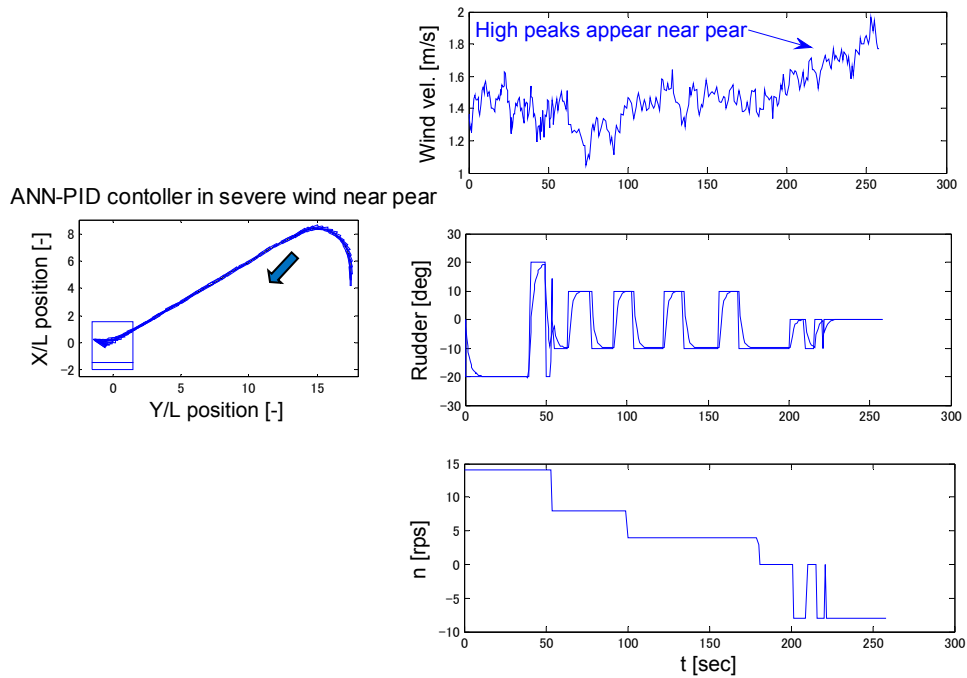 2
1.8
1.6
1.4
1.2
1
Wind vel. [m/s]
High peaks appear near pear
0 50 100 150 200 250 300
ANN-PID contoller in severe wind near pear
8
6
4
2
0
−2
X/L position [-]
0 5 10 15
Y/L position [-]
30
20
10
0
−10
−20
−30
Rudder [deg]
0 50 100 150 200 250 300
15
10
5
0
−5
−10
n [rps]
0 50 100 150 200 250 300
t [sec]